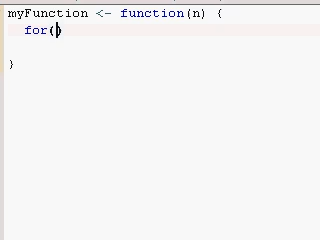 myFunction <- function(n) {
  for()
}